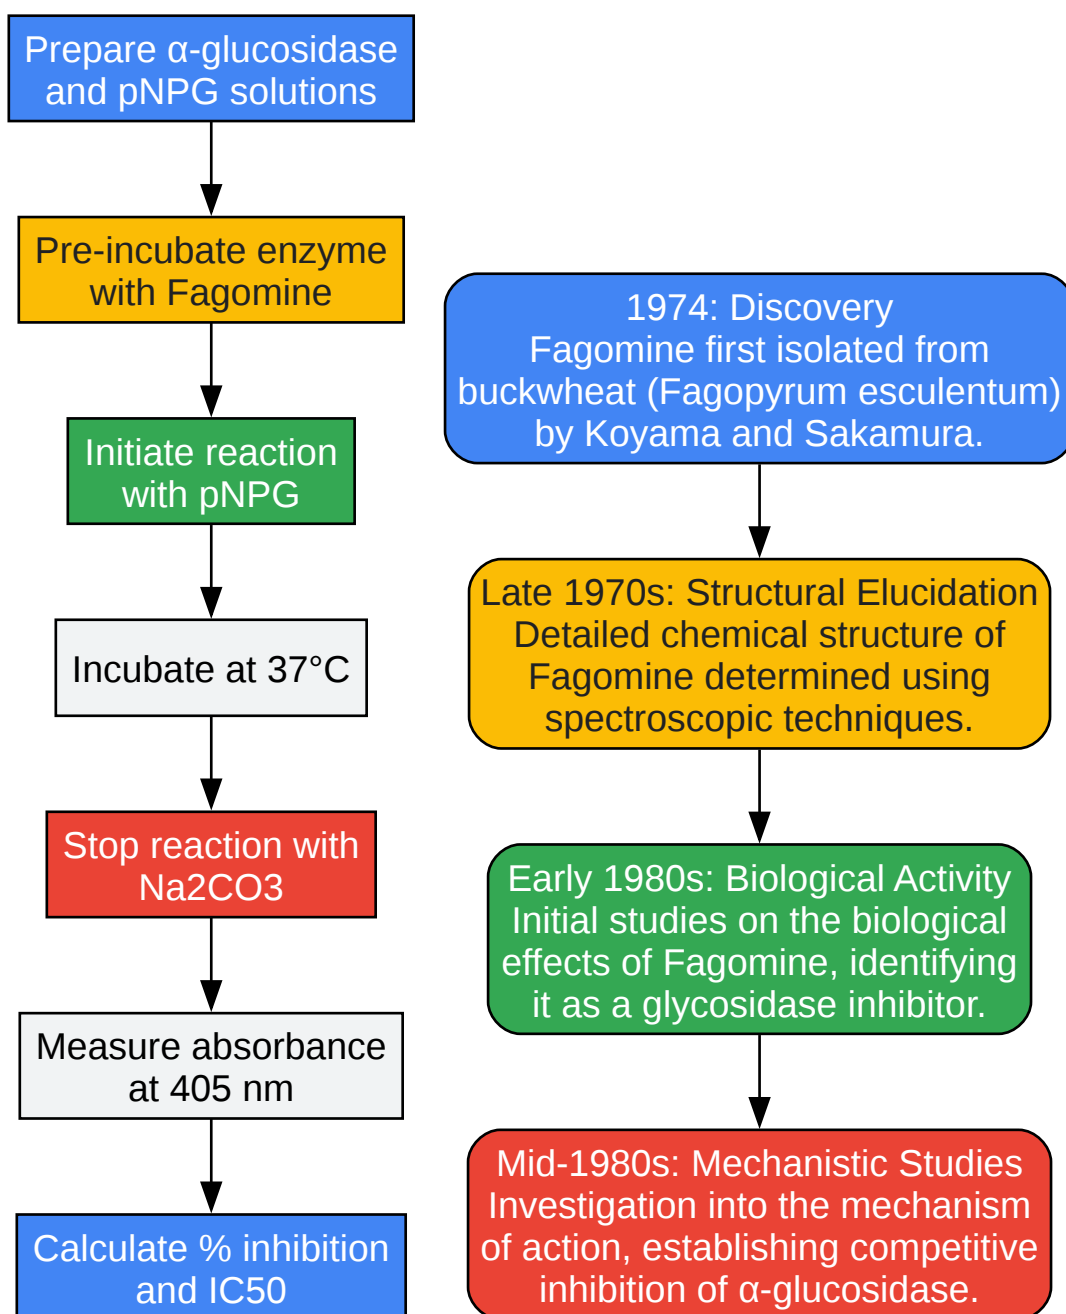 Prepare α-glucosidase
and pNPG solutions
Pre-incubate enzyme
with Fagomine
Initiate reaction
with pNPG
Incubate at 37°C
Stop reaction with
Na2CO3
Measure absorbance
at 405 nm
Calculate % inhibition
and IC50
1974: Discovery
Fagomine first isolated from
buckwheat (Fagopyrum esculentum)
by Koyama and Sakamura.
Late 1970s: Structural Elucidation
Detailed chemical structure of
Fagomine determined using
spectroscopic techniques.
Early 1980s: Biological Activity
Initial studies on the biological
effects of Fagomine, identifying
it as a glycosidase inhibitor.
Mid-1980s: Mechanistic Studies
Investigation into the mechanism
of action, establishing competitive
inhibition of α-glucosidase.